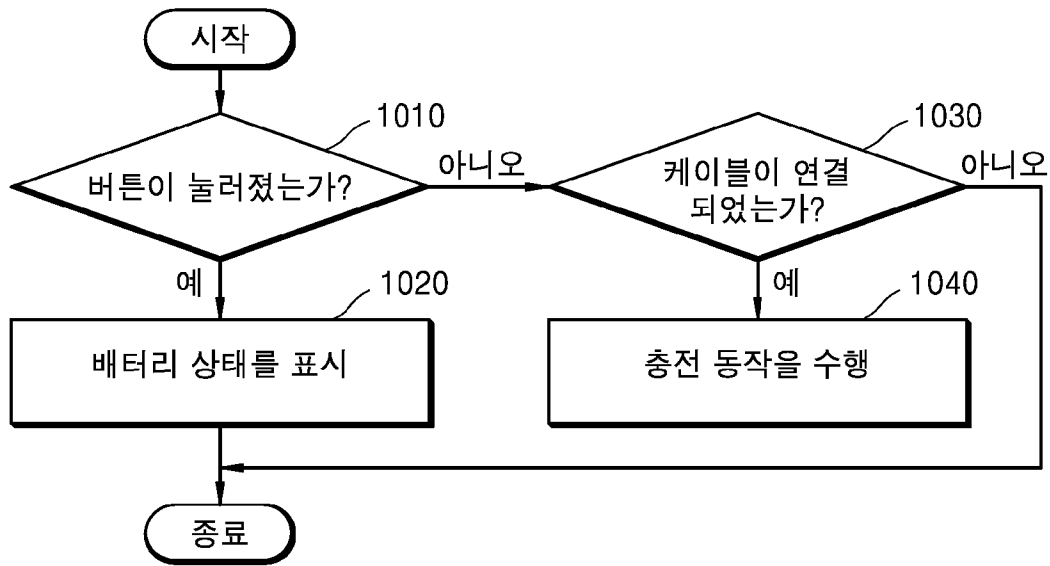 시작
1010
버튼이 눌러졌는가?
아니오
1030
케이블이 연결
되었는가?
아니오
예
1020
배터리 상태를 표시
예
1040
충전 동작을 수행
종료